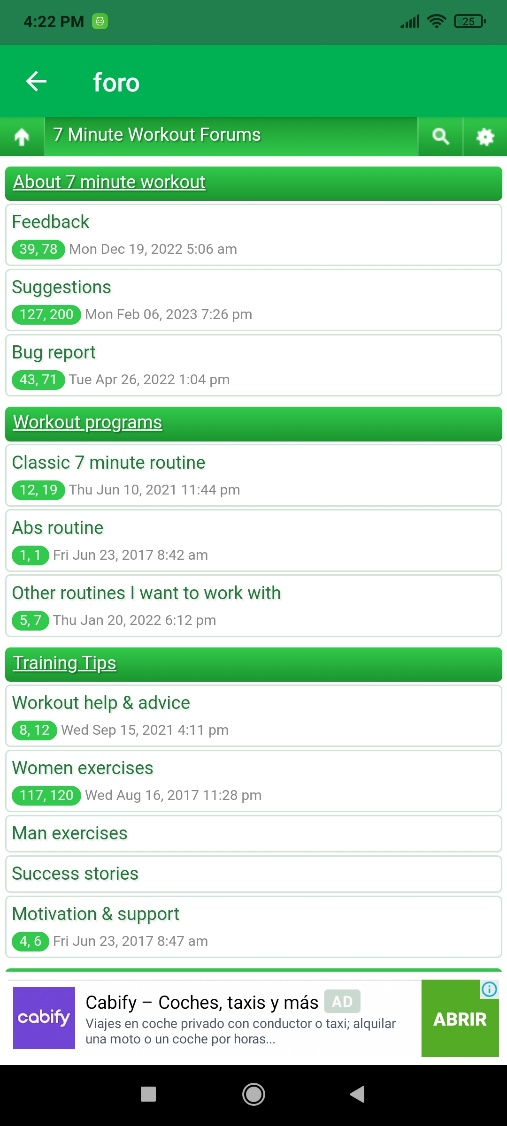 4:22 PM
25
foro
7 Minute Workout Forums
About 7 minute workout
Feedback
39, 78 Mon Dec 19, 2022 5:06 am
Suggestions
127, 200 Mon Feb 06, 2023 7:26 pm
Bug report
43, 71 Tue Apr 26, 2022 1:04 pm
Workout programs
Classic 7 minute routine
12, 19 Thu Jun 10, 2021 11:44 pm
Abs routine
1, 1 Fri Jun 23, 2017 8:42 am
Other routines I want to work with
5, 7 Thu Jan 20, 2022 6:12 pm
Training Tips
Workout help & advice
8, 12 Wed Sep 15, 2021 4:11 pm
Women exercises
117, 120 Wed Aug 16, 2017 11:28 pm
Man exercises
Success stories
Motivation & support
4, 6 Fri Jun 23, 2017 8:47 am
cabify
Cabify – Coches, taxis y más AD
Viajes en coche privado con conductor o taxi; alquilar
una moto o un coche por horas...
ABRIR